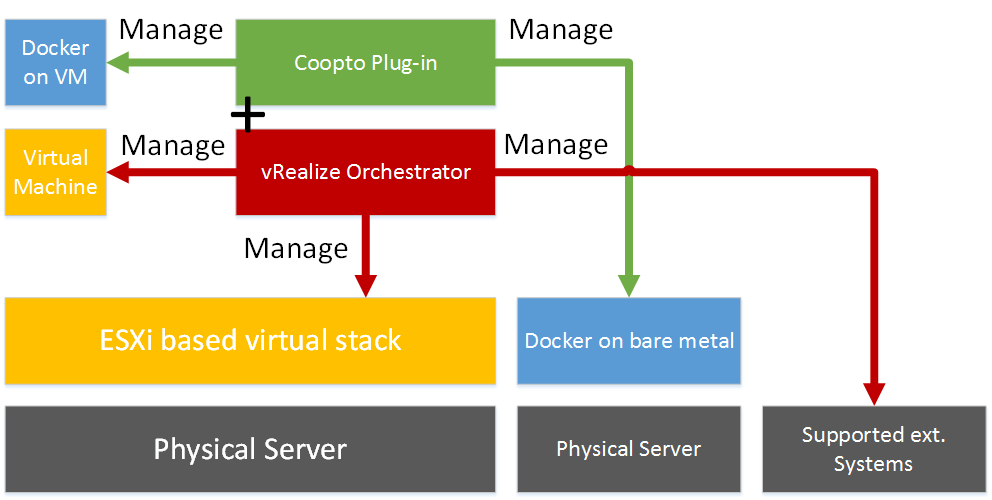 Manage
Manage
Docker
on VM
Coopto Plug-in
Manage
Manage
Virtual
Machine
vRealize Orchestrator
Manage
ESXi based virtual stack
Docker on bare metal
Physical Server
Physical Server
Supported ext.
Systems